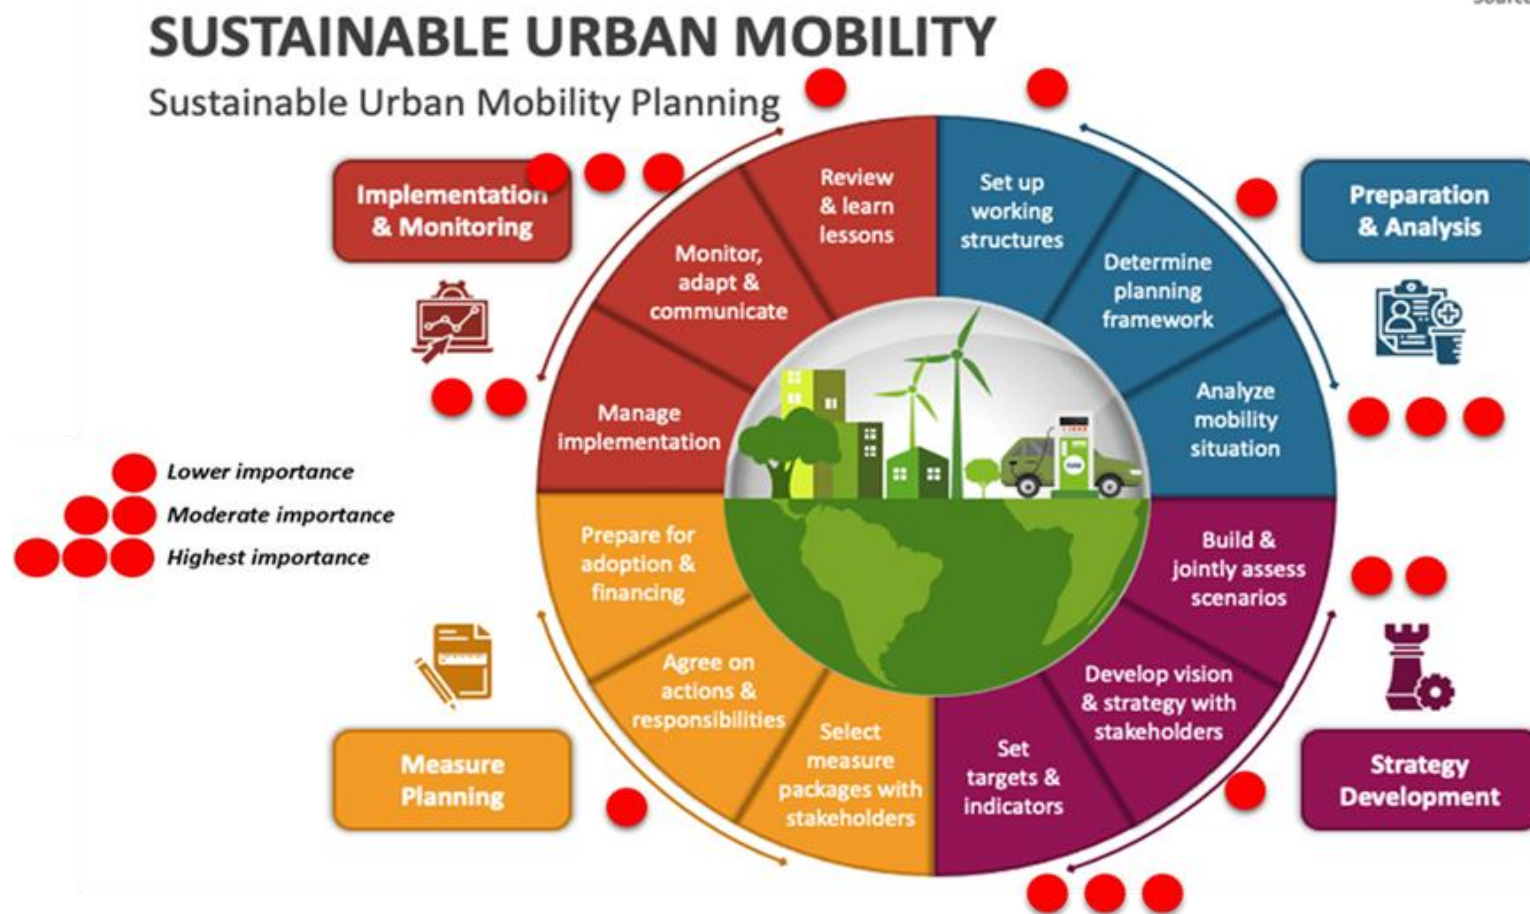 SUSTAINABLE URBAN MOBILITY
Sustainable Urban Mobility Planning
Implementation
& Monitoring
Preparation
& Analysis
Review
& learn
lessons
Set up
working
structures
Monitor,
adapt &
communicate
Determine
planning
framework
Manage
implementation
Analyze
mobility
situation
Lower importance
Moderate importance
Highest importance
Prepare for
adoption &
financing
Build &
jointly assess
scenarios
Agree on
actions &
responsibilities
Develop vision
& strategy with
stakeholders
Select
measure
packages with
stakeholders
Set
targets &
indicators
Measure
Planning
Strategy
Development